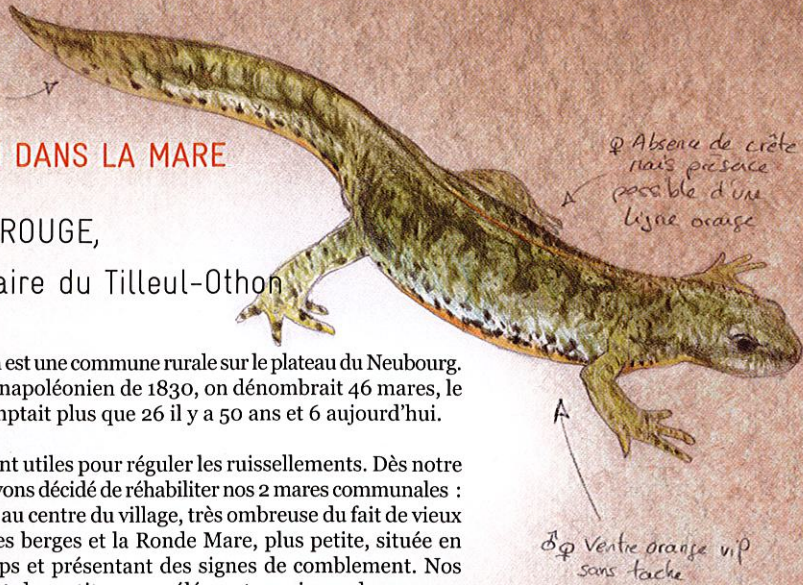 DANS LA MARE
ROUGE,
aire du Tilleul-Othon
est une commune rurale sur le plateau du Neubourg.
napoléonien de 1830, on dénombrait 46 mares, le
mptait plus que 26 il y a 50 ans et 6 aujourd'hui.
nt utiles pour réguler les ruissellements. Dès notre
vons décidé de réhabiliter nos 2 mares communales :
au centre du village, très ombreuse du fait de vieux
es berges et la Ronde Mare, plus petite, située en
ps et présentant des signes de comblement. Nos
♀ Absence de crête
mais présence
possible d'une
ligne orange
♂♀ Ventre orange vif
sans tache